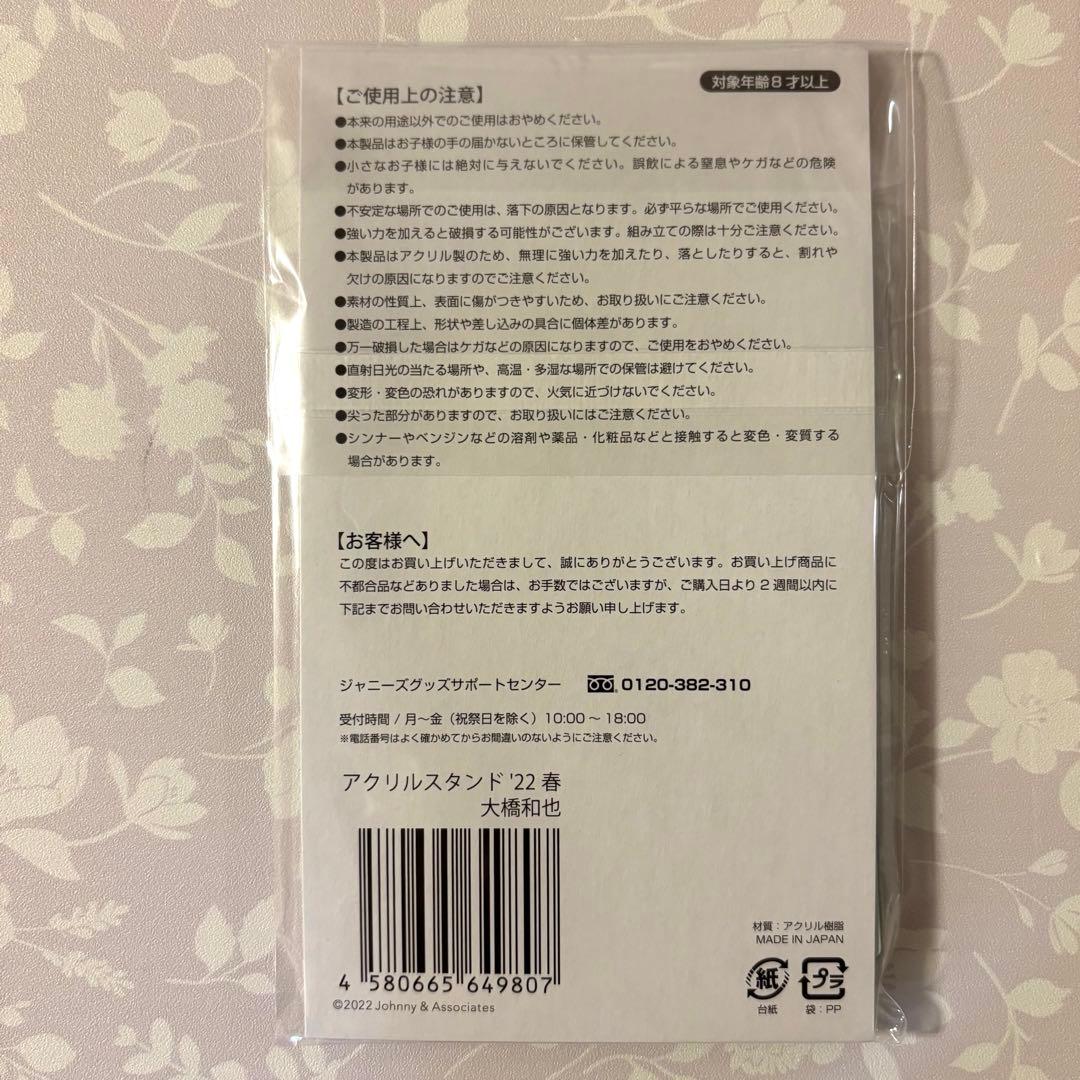 対象年齢8才以上
【ご使用上の注意】
●本来の用途以外でのご使用はおやめください。
●本製品はお子様の手の届かないところに保管してください。
●小さなお子様には絶対に与えないでください。誤飲による窒息やケガなどの危険
があります。
●不安定な場所でのご使用は、落下の原因となります。必ず平らな場所でご使用ください。
●強い力を加えると破損する可能性がございます。組み立ての際は十分ご注意ください。
●本製品はアクリル製のため、無理に強い力を加えたり、落としたりすると、割れや
欠けの原因になりますのでご注意ください。
●素材の性質上、表面に傷がつきやすいため、お取り扱いにご注意ください。
●製造の工程上、形状や差し込みの具合に個体差があります。
●万一破損した場合はケガなどの原因になりますので、ご使用をおやめください。
●直射日光の当たる場所や、高温・多湿な場所での保管は避けてください。
●変形・変色の恐れがありますので、火気に近づけないでください。
●尖った部分がありますので、お取り扱いにはご注意ください。
●シンナーやベンジンなどの溶剤や薬品・化粧品などと接触すると変色・変質する
場合があります。
【お客様へ】
この度はお買い上げいただきまして、誠にありがとうございます。お買い上げ商品に
不都合品などありました場合は、お手数ではございますが、ご購入日より2週間以内に
下記までお問い合わせいただきますようお願い申し上げます。
ジャニーズグッズサポートセンター 0120-382-310
受付時間 / 月〜金（祝祭日を除く）10:00 〜 18:00
※電話番号はよく確かめてからお間違いのないようにご注意ください。
アクリルスタンド '22 春
大橋和也
4 580665 649807
©2022 Johnny & Associates
材質：アクリル樹脂
MADE IN JAPAN
紙 プラ
台紙 袋：PP